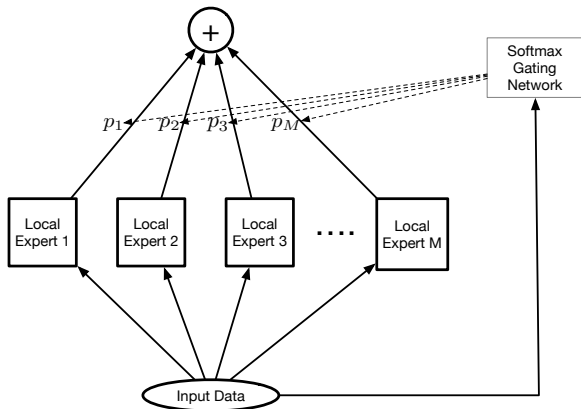 +
Softmax
Gating
Network
p1 p2 p3 pM
Local
Expert 1
Local
Expert 2
Local
Expert 3
....
Local
Expert M
Input Data